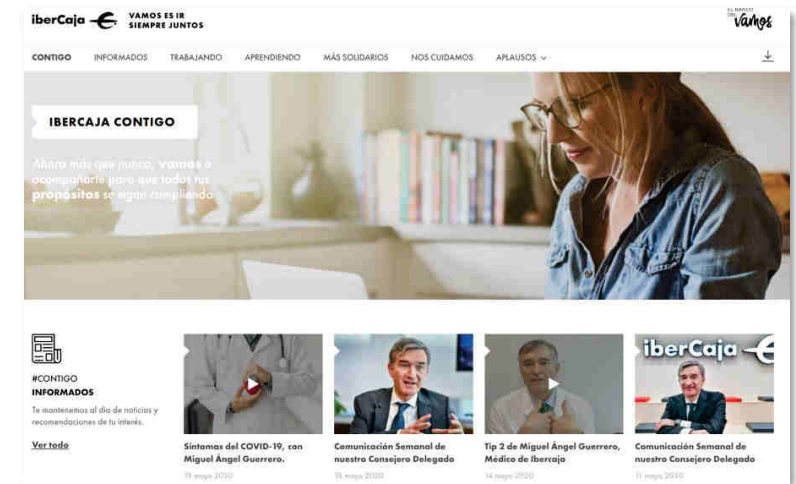 iberCaja
VAMOS ES IR
SIEMPRE JUNTOS
EL BANCO
DEL
Vamos
CONTIGO INFORMADOS TRABAJANDO APRENDIENDO MÁS SOLIDARIOS NOS CUIDAMOS APLAUSOS
IBERCAJA CONTIGO
Ahora más que nunca, vamos a
acompañarte para que todos tus
propósitos se sigan cumpliendo
iberCaja
#CONTIGO
INFORMADOS
Te mantenemos al día de noticias y
recomendaciones de tu interés.
Ver todo
Síntomas del COVID-19, con
Miguel Ángel Guerrero.
19 mayo 2020
Comunicación Semanal de
nuestro Consejero Delegado
18 mayo 2020
Tip 2 de Miguel Ángel Guerrero,
Médico de Ibercaja
14 mayo 2020
Comunicación Semanal de
nuestro Consejero Delegado
11 mayo 2020